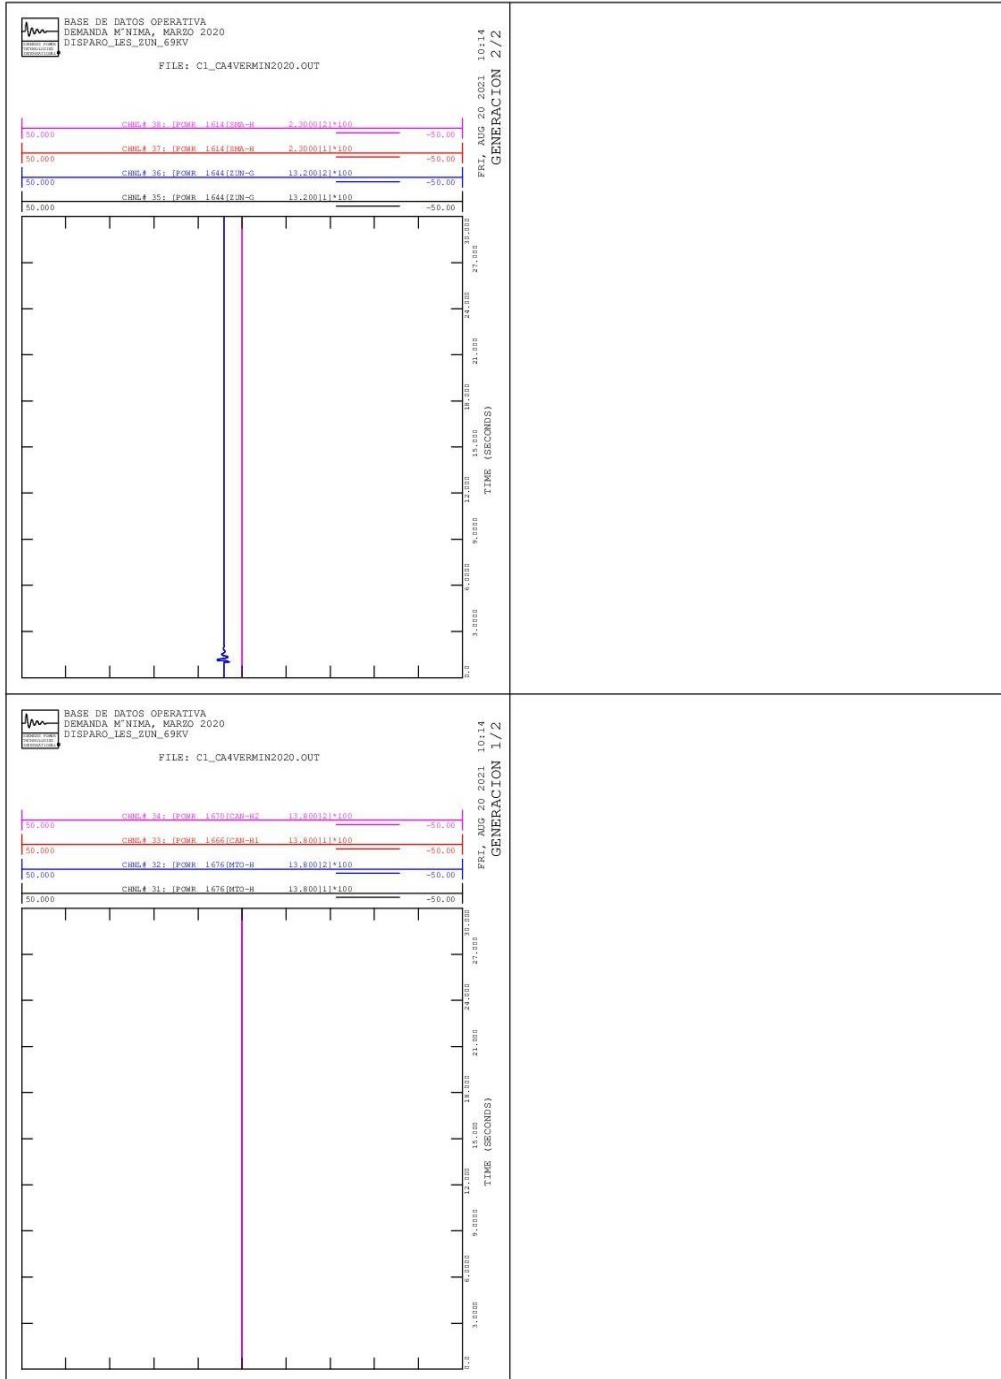 BASE DE DATOS OPERATIVA
DEMANDA M¨NIMA, MARZO 2020
DISPARO_LES_ZUN_69KV
FILE: C1_CA4VERMIN2020.OUT
CHNL# 38: [POWR 1614[SMA-H 2.3000]2]*100
50.000 -50.00
CHNL# 37: [POWR 1614[SMA-H 2.3000]1]*100
50.000 -50.00
CHNL# 36: [POWR 1644[ZUN-G 13.200]2]*100
50.000 -50.00
CHNL# 35: [POWR 1644[ZUN-G 13.200]1]*100
50.000 -50.00
FRI, AUG 20 2021 10:14
GENERACION 2/2
30.000
27.000
24.000
21.000
18.000
15.000
12.000
9.0000
6.0000
3.0000
0.0
TIME (SECONDS)
BASE DE DATOS OPERATIVA
DEMANDA M¨NIMA, MARZO 2020
DISPARO_LES_ZUN_69KV
FILE: C1_CA4VERMIN2020.OUT
CHNL# 34: [POWR 1670[CAN-H2 13.800]2]*100
50.000 -50.00
CHNL# 33: [POWR 1666[CAN-H1 13.800]1]*100
50.000 -50.00
CHNL# 32: [POWR 1676[MTO-H 13.800]2]*100
50.000 -50.00
CHNL# 31: [POWR 1676[MTO-H 13.800]1]*100
50.000 -50.00
FRI, AUG 20 2021 10:14
GENERACION 1/2
30.000
27.000
24.000
21.000
18.000
15.000
12.000
9.0000
6.0000
3.0000
0.0
TIME (SECONDS)